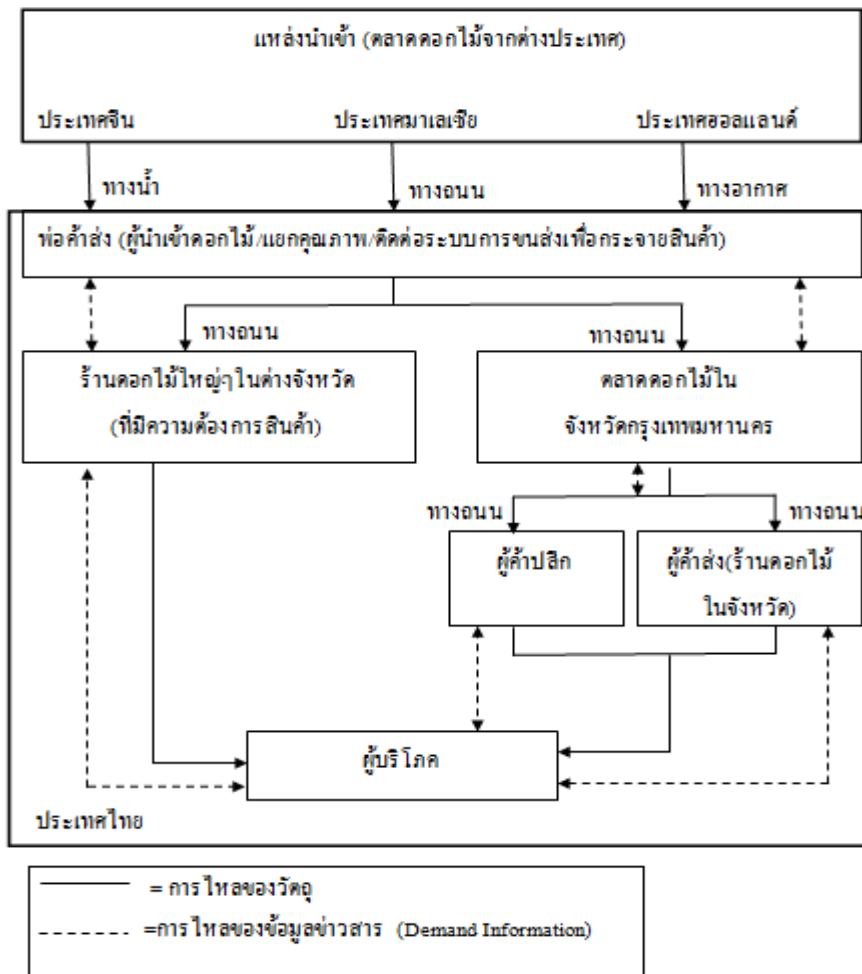 แหล่งนำเข้า (ตลาดดอกไม้จากต่างประเทศ)
ประเทศจีน ประเทศมาเลเซีย ประเทศฮอลแลนด์
ทางน้ำ ทางถนน ทางอากาศ
พ่อค้าส่ง (ผู้นำเข้าดอกไม้/แยกคุณภาพ/ติดต่อระบบการขนส่งเพื่อกระจายสินค้า)
ทางถนน ทางถนน
ร้านดอกไม้ใหญ่ๆในต่างจังหวัด
(ที่มีความต้องการสินค้า)
ตลาดดอกไม้ใน
จังหวัดกรุงเทพมหานคร
ทางถนน ทางถนน
ผู้ค้าปลีก
ผู้ค้าส่ง(ร้านดอกไม้
ในจังหวัด)
ผู้บริโภค
ประเทศไทย
= การไหลของวัตถุ
=การไหลของข้อมูลข่าวสาร (Demand Information)